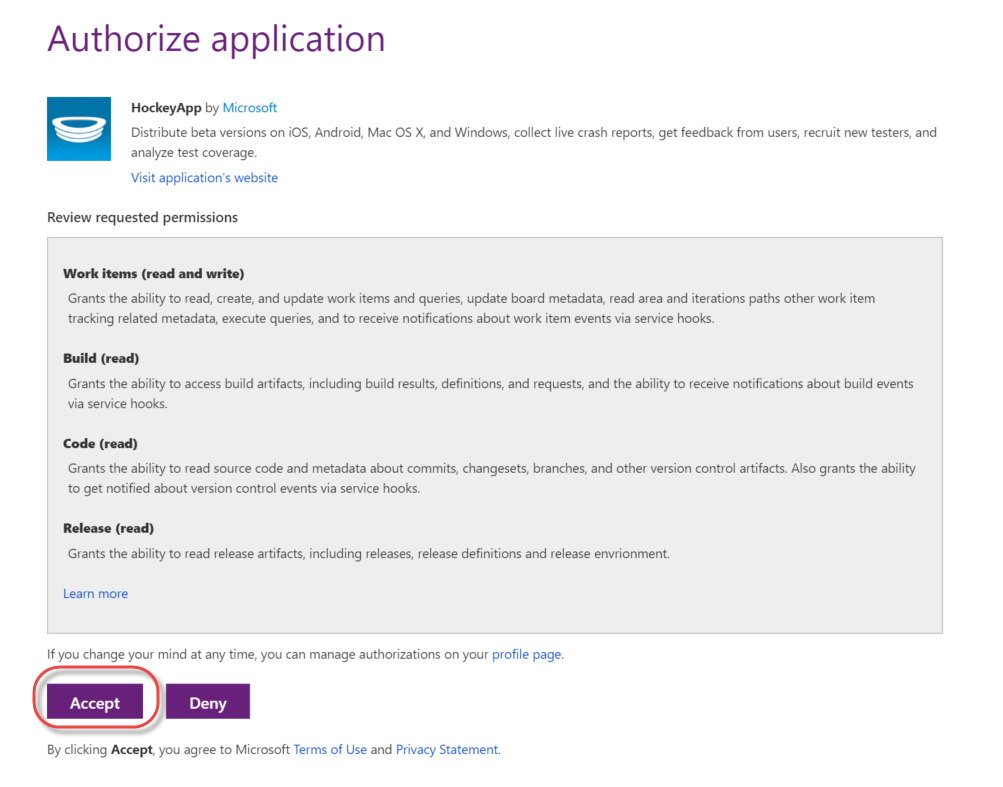 Authorize application
HockeyApp by Microsoft
Distribute beta versions on iOS, Android, Mac OS X, and Windows, collect live crash reports, get feedback from users, recruit new testers, and
analyze test coverage.
Visit application's website
Review requested permissions
Work items (read and write)
Grants the ability to read, create, and update work items and queries, update board metadata, read area and iterations paths other work item
tracking related metadata, execute queries, and to receive notifications about work item events via service hooks.
Build (read)
Grants the ability to access build artifacts, including build results, definitions, and requests, and the ability to receive notifications about build events
via service hooks.
Code (read)
Grants the ability to read source code and metadata about commits, changesets, branches, and other version control artifacts. Also grants the ability
to get notified about version control events via service hooks.
Release (read)
Grants the ability to read release artifacts, including releases, release definitions and release envrionment.
Learn more
If you change your mind at any time, you can manage authorizations on your profile page.
Accept Deny
By clicking Accept, you agree to Microsoft Terms of Use and Privacy Statement.